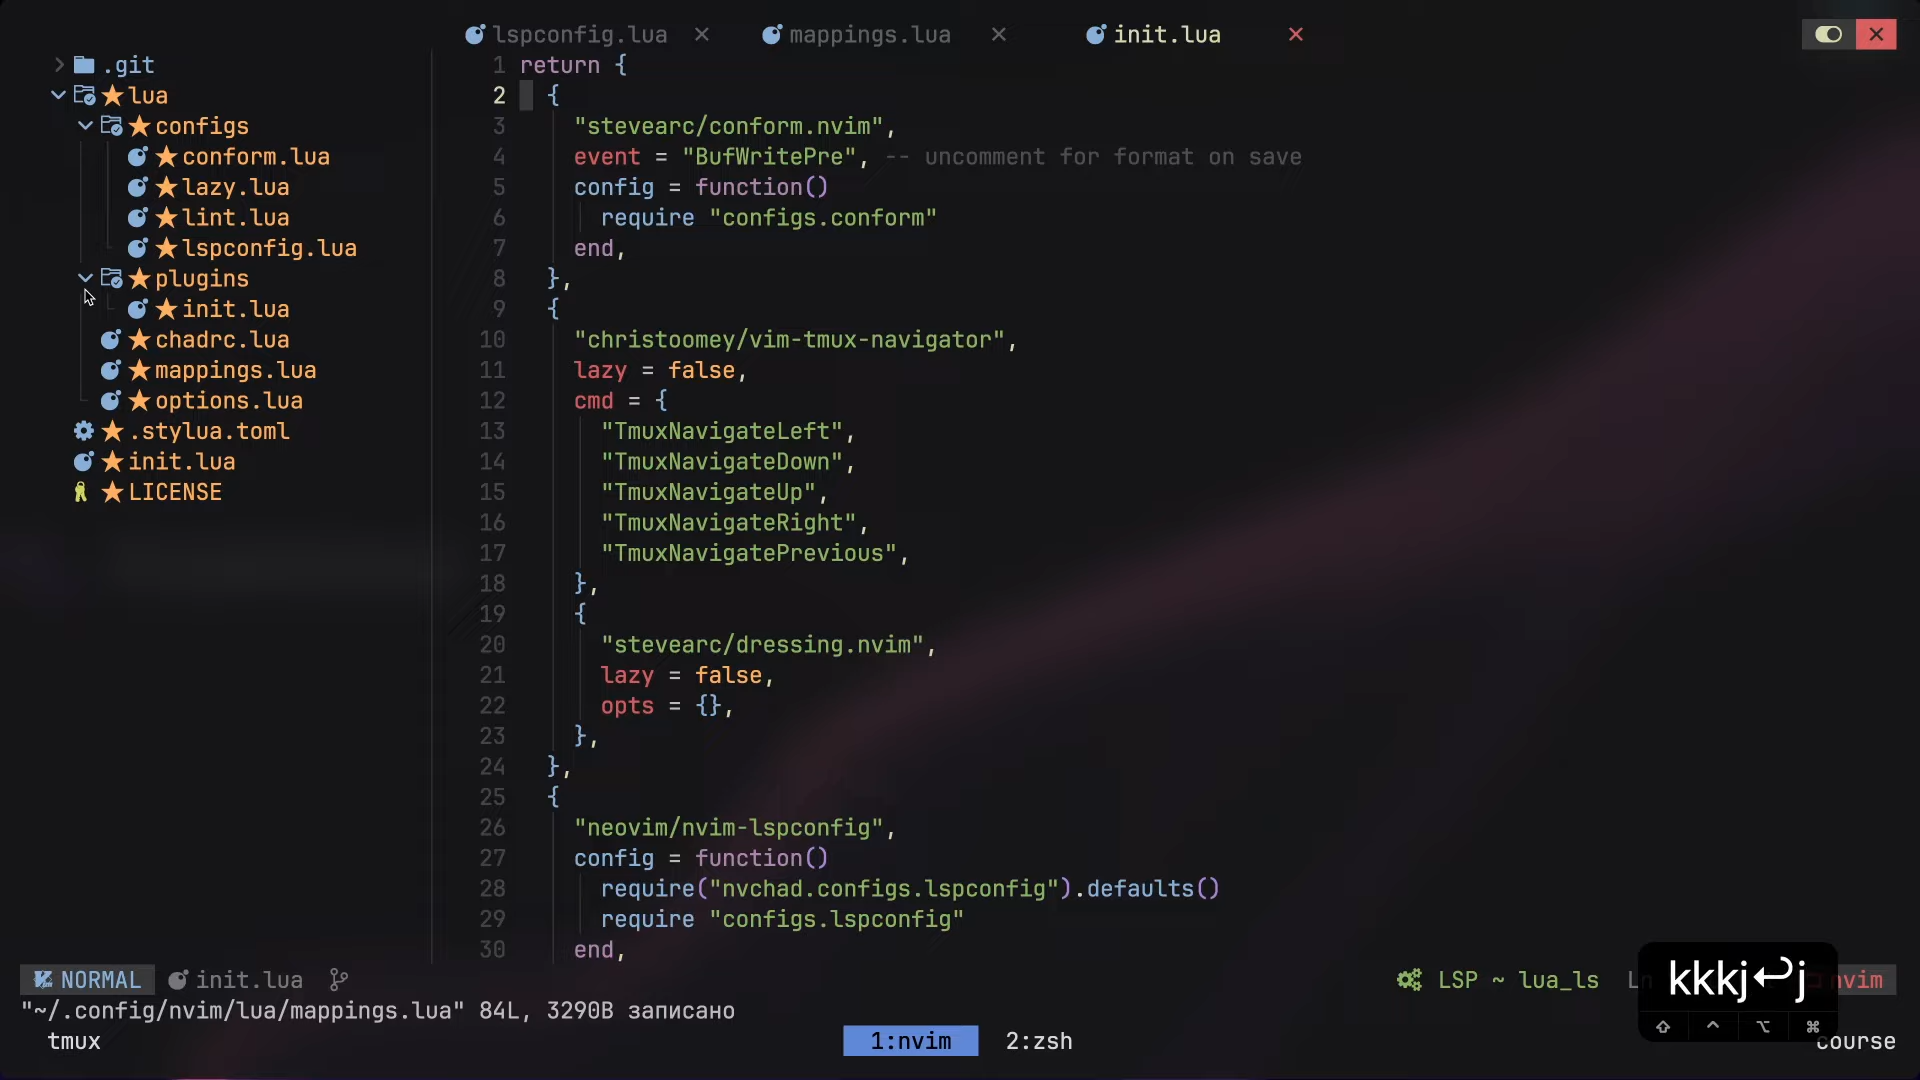 lspconfig.lua
mappings.lua
init.lua
.git
lua
configs
conform.lua
lazy.lua
lint.lua
lspconfig.lua
plugins
init.lua
chadrc.lua
mappings.lua
options.lua
.stylua.toml
init.lua
LICENSE
1 return {
2 {
3 "stevearc/conform.nvim",
4 event = "BufWritePre", -- uncomment for format on save
5 config = function()
6 require "configs.conform"
7 end,
8 },
9 {
10 "christoomey/vim-tmux-navigator",
11 lazy = false,
12 cmd = {
13 "TmuxNavigateLeft",
14 "TmuxNavigateDown",
15 "TmuxNavigateUp",
16 "TmuxNavigateRight",
17 "TmuxNavigatePrevious",
18 },
19 {
20 "stevearc/dressing.nvim",
21 lazy = false,
22 opts = {},
23 },
24 },
25 {
26 "neovim/nvim-lspconfig",
27 config = function()
28 require("nvchad.configs.lspconfig").defaults()
29 require "configs.lspconfig"
30 end,
NORMAL init.lua LSP ~ lua_ls Ln nvim
kkkj↩j
"~/.config/nvim/lua/mappings.lua" 84L, 3290B записано
⇧ ⌃ ⌥ ⌘
tmux 1:nvim 2:zsh course